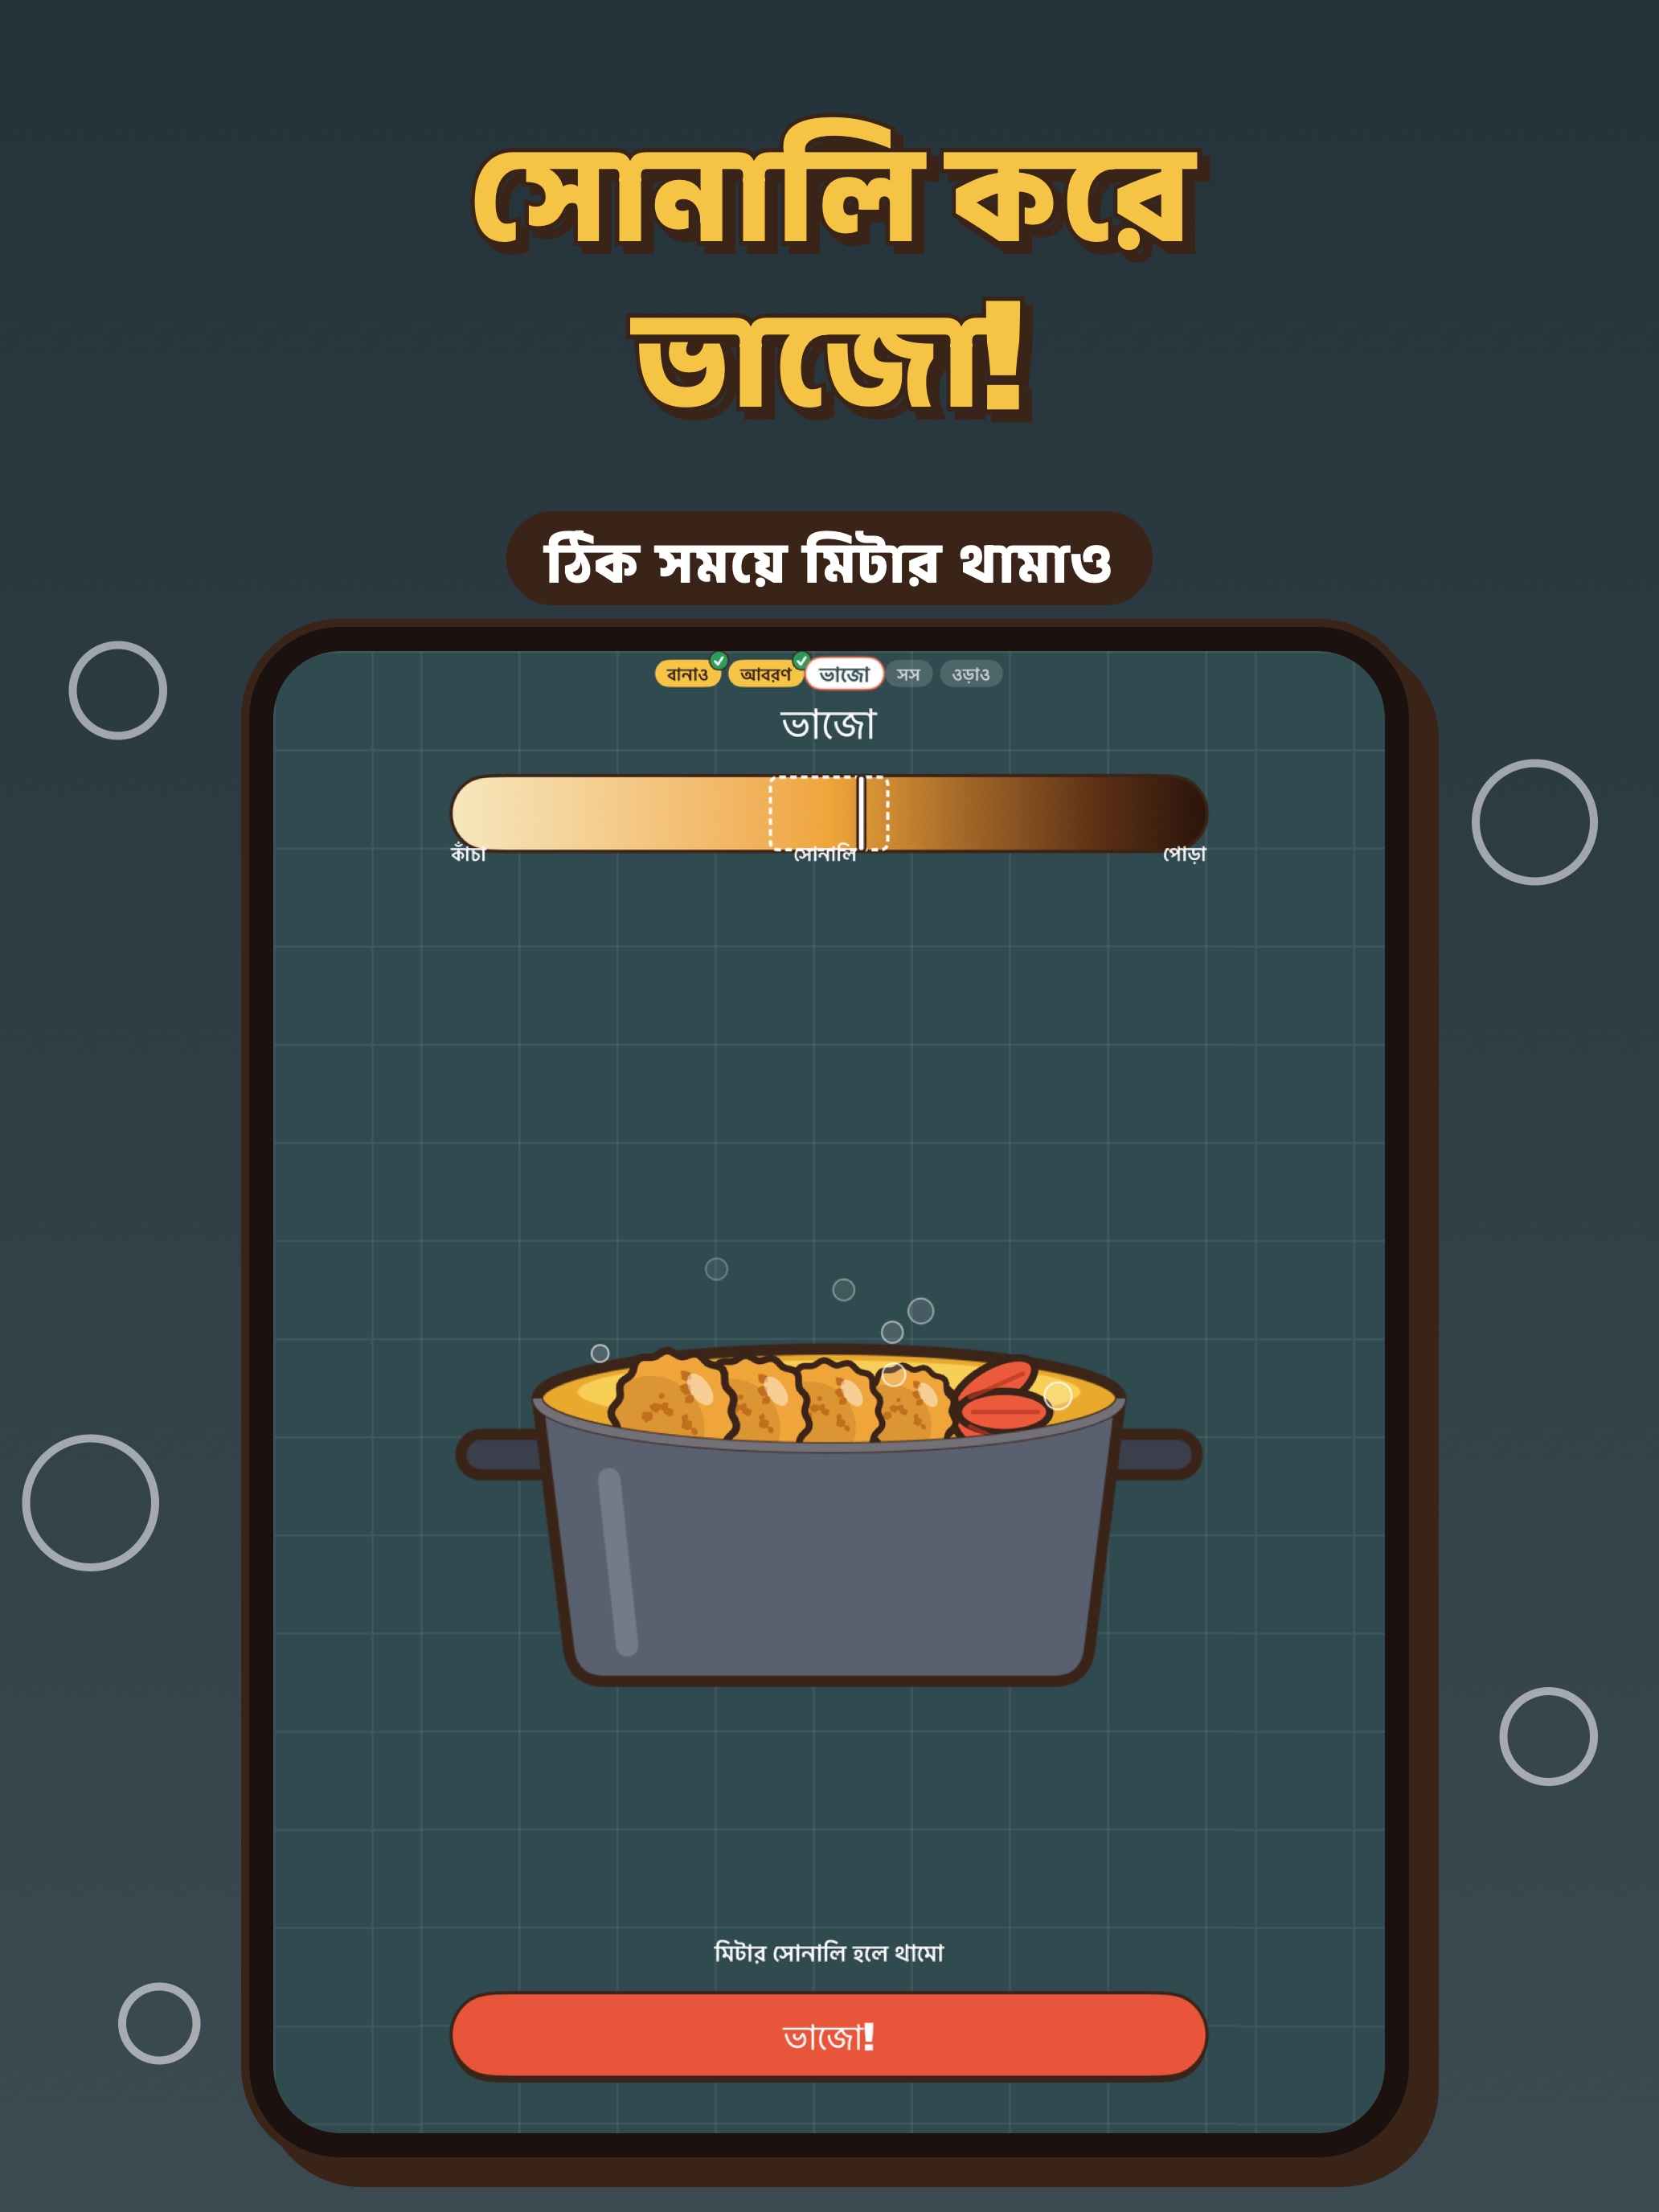 সোনালি করে
ভাজো!
ঠিক সময়ে মিটার থামাও
বানাও আবরণ ভাজো সস ওড়াও
ভাজো
কাঁচা সোনালি পোড়া
মিটার সোনালি হলে থামো
ভাজো!